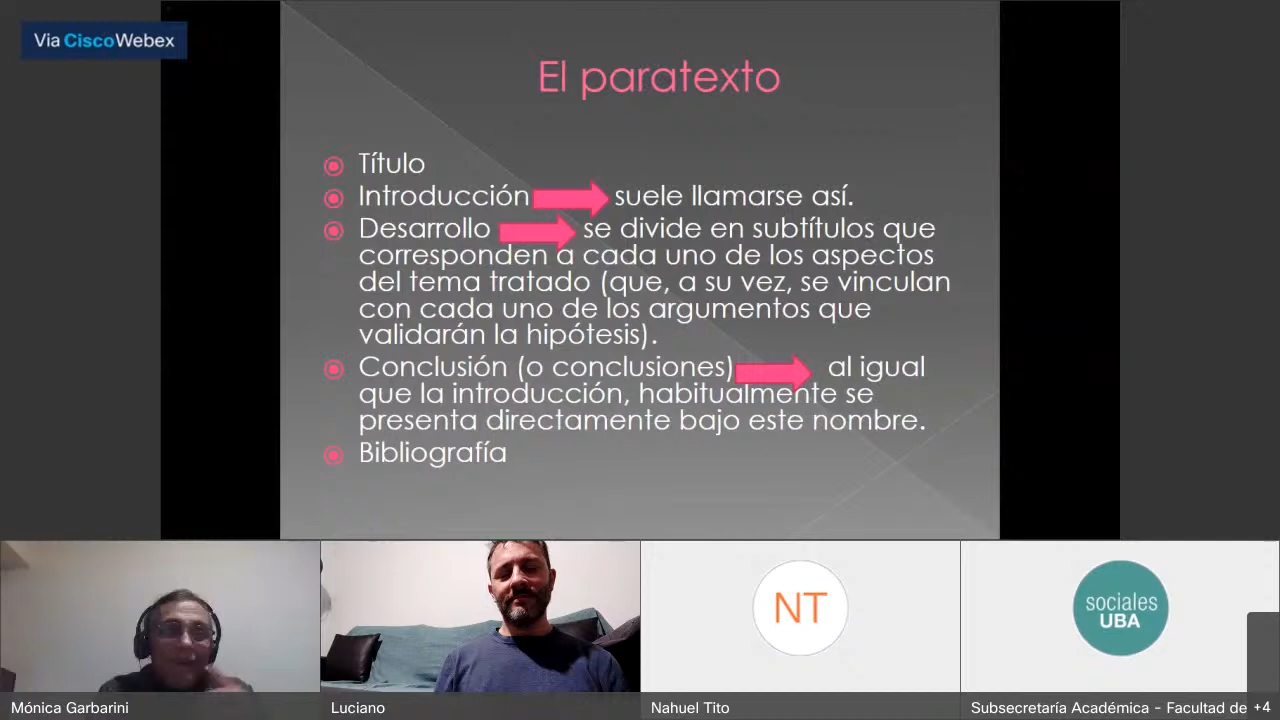 Via CiscoWebex
El paratexto
Título
Introducción suele llamarse así.
Desarrollo se divide en subtítulos que
corresponden a cada uno de los aspectos
del tema tratado (que, a su vez, se vinculan
con cada uno de los argumentos que
validarán la hipótesis).
Conclusión (o conclusiones) al igual
que la introducción, habitualmente se
presenta directamente bajo este nombre.
Bibliografía
NT
sociales
UBA
Mónica Garbarini
Luciano
Nahuel Tito
Subsecretaría Académica - Facultad de +4